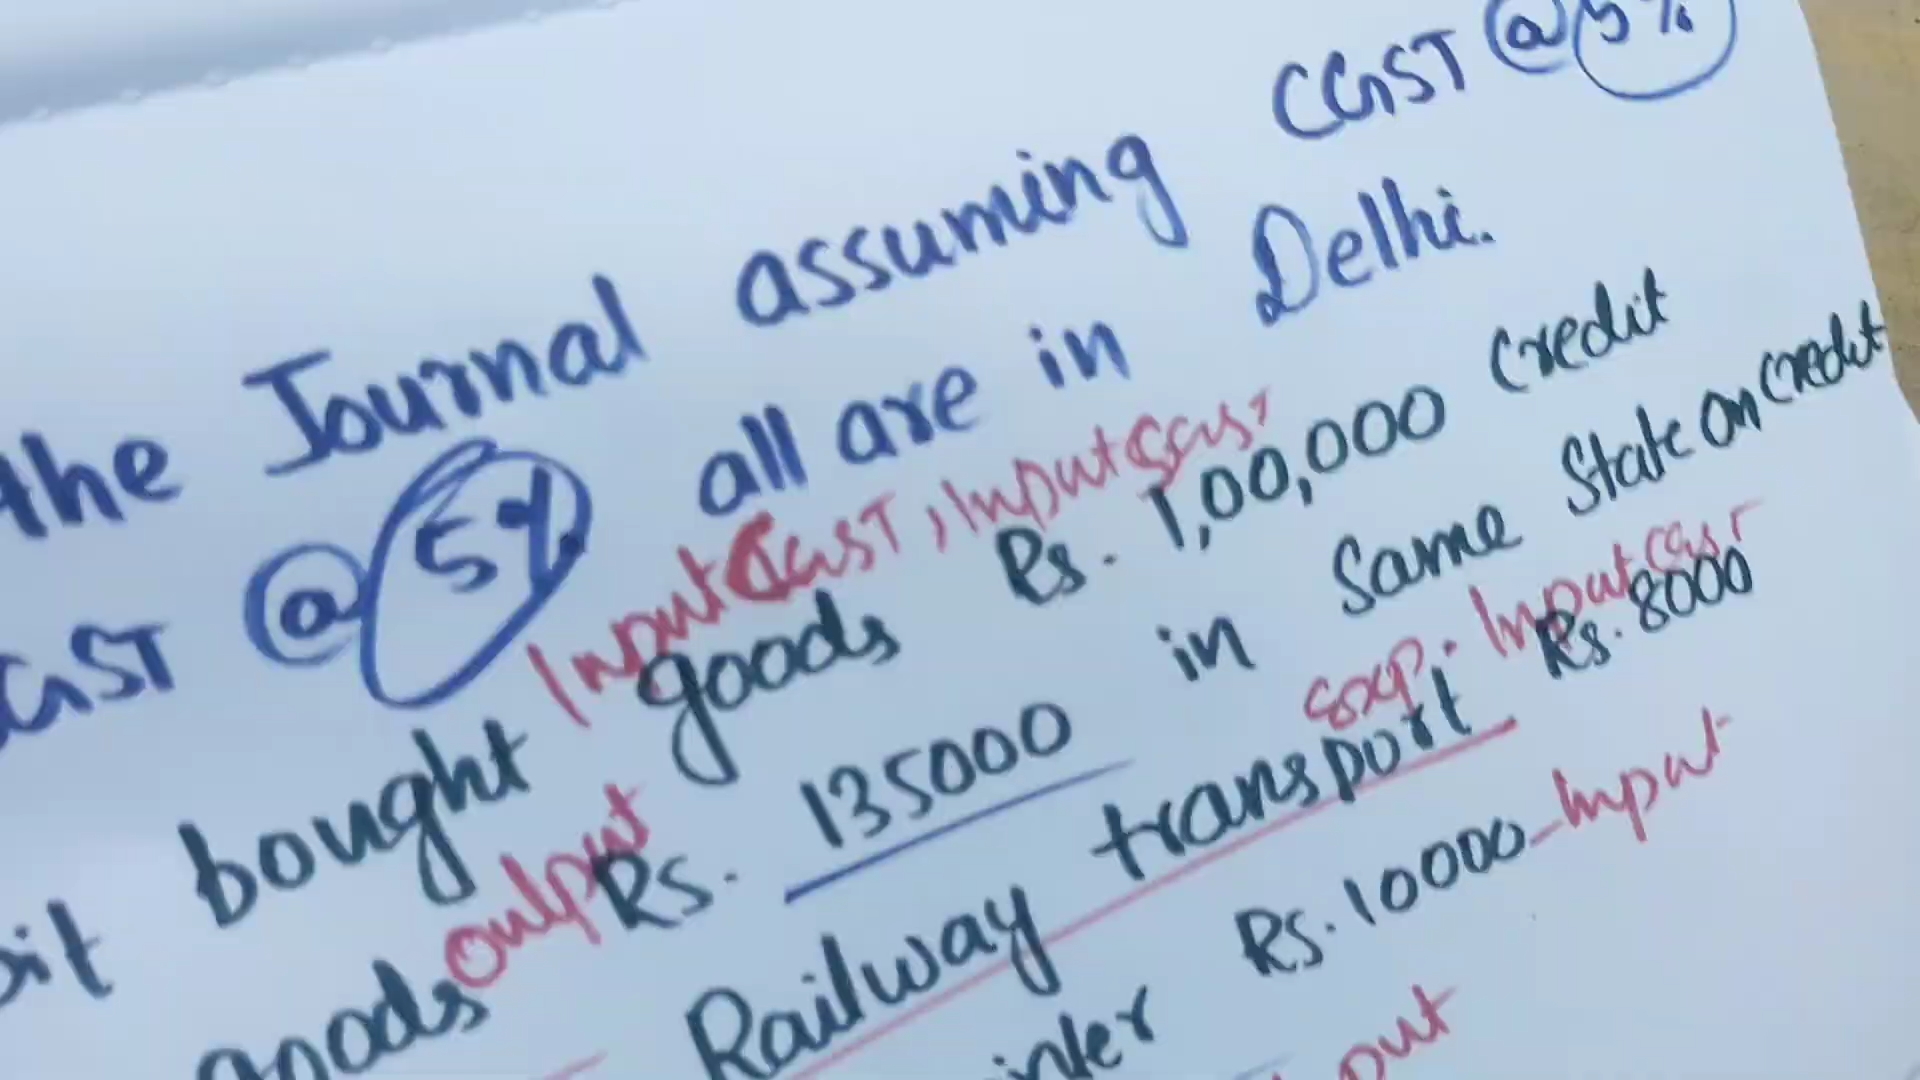 CGST @ 5%
the Journal assuming
GST @ 5% all are in Delhi.
Input CGST, Input SGST
bought goods Rs. 1,00,000 Credit
output
goods Rs. 135000 in Same State on Credit
exp. Input CGST
Railway transport Rs. 8000
Rs. 10000 - Input